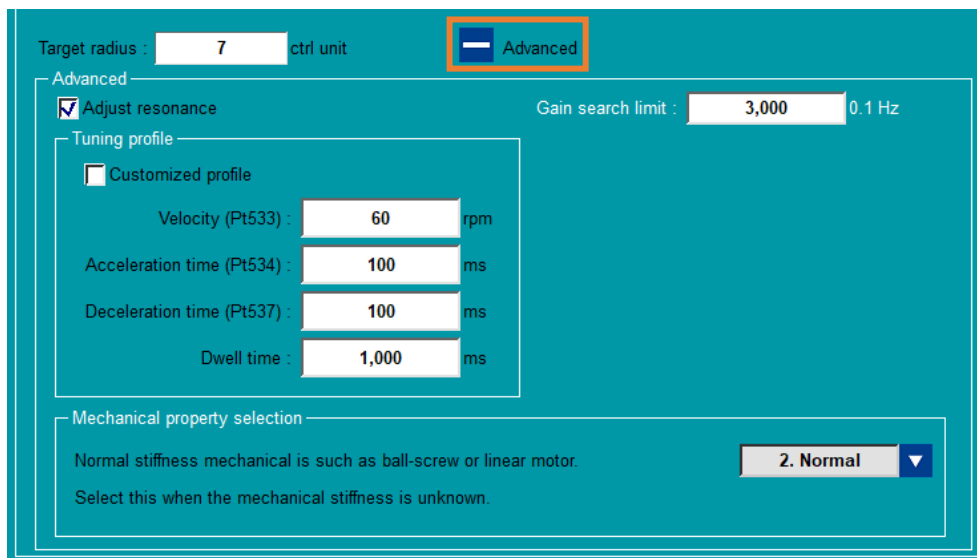 Target radius : 7 ctrl unit Advanced
Advanced
Adjust resonance Gain search limit : 3,000 0.1 Hz
Tuning profile
Customized profile
Velocity (Pt533) : 60 rpm
Acceleration time (Pt534) : 100 ms
Deceleration time (Pt537) : 100 ms
Dwell time : 1,000 ms
Mechanical property selection
Normal stiffness mechanical is such as ball-screw or linear motor. 2. Normal
Select this when the mechanical stiffness is unknown.